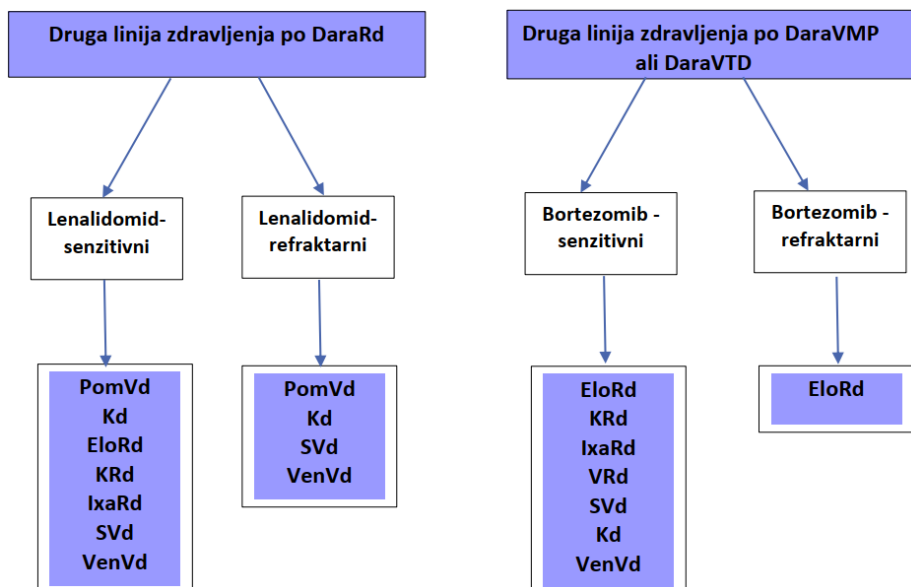 Druga linija zdravljenja po DaraRd
Lenalidomid-
senzitivni
Lenalidomid-
refraktarni
PomVd
Kd
EloRd
KRd
IxaRd
SVd
VenVd
PomVd
Kd
SVd
VenVd
Druga linija zdravljenja po DaraVMP
ali DaraVTD
Bortezomib -
senzitivni
Bortezomib -
refraktarni
EloRd
KRd
IxaRd
VRd
SVd
Kd
VenVd
EloRd